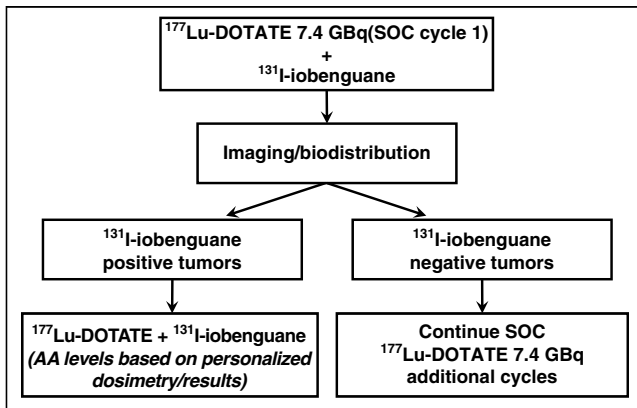 ¹⁷⁷Lu-DOTATE 7.4 GBq(SOC cycle 1)
+
¹³¹I-iobenguane
Imaging/biodistribution
¹³¹I-iobenguane
positive tumors
¹³¹I-iobenguane
negative tumors
¹⁷⁷Lu-DOTATE + ¹³¹I-iobenguane
(AA levels based on personalized
dosimetry/results)
Continue SOC
¹⁷⁷Lu-DOTATE 7.4 GBq
additional cycles